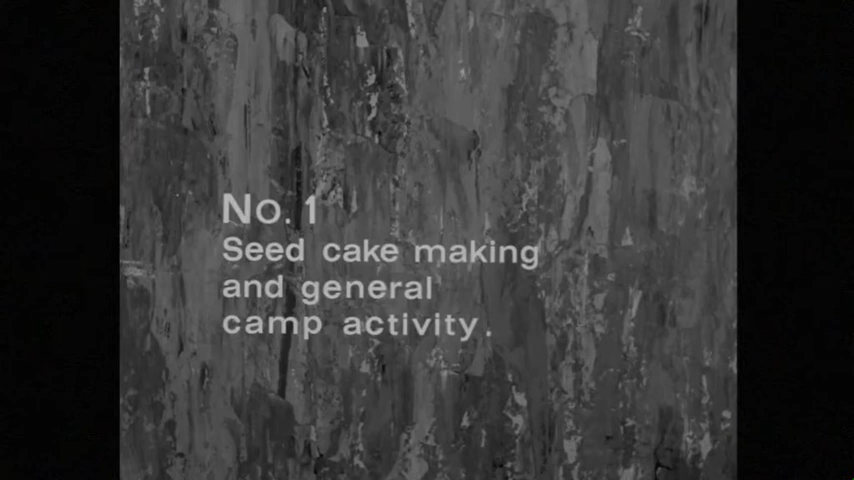 No. 1
Seed cake making
and general
camp activity.